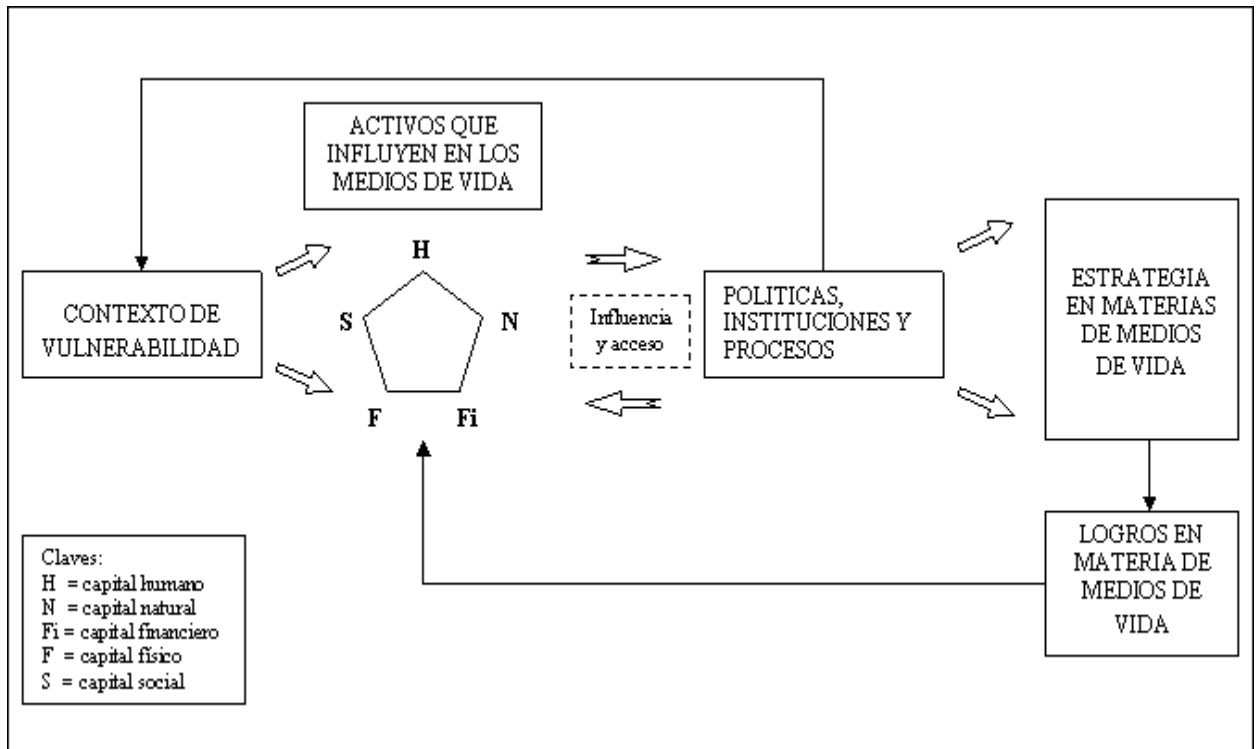 ACTIVOS QUE
INFLUYEN EN LOS
MEDIOS DE VIDA
CONTEXTO DE
VULNERABILIDAD
H
S
N
F
Fi
Influencia
y acceso
POLITICAS,
INSTITUCIONES Y
PROCESOS
ESTRATEGIA
EN MATERIAS
DE MEDIOS
DE VIDA
LOGROS EN
MATERIA DE
MEDIOS DE
VIDA
Claves:
H = capital humano
N = capital natural
Fi = capital financiero
F = capital físico
S = capital social